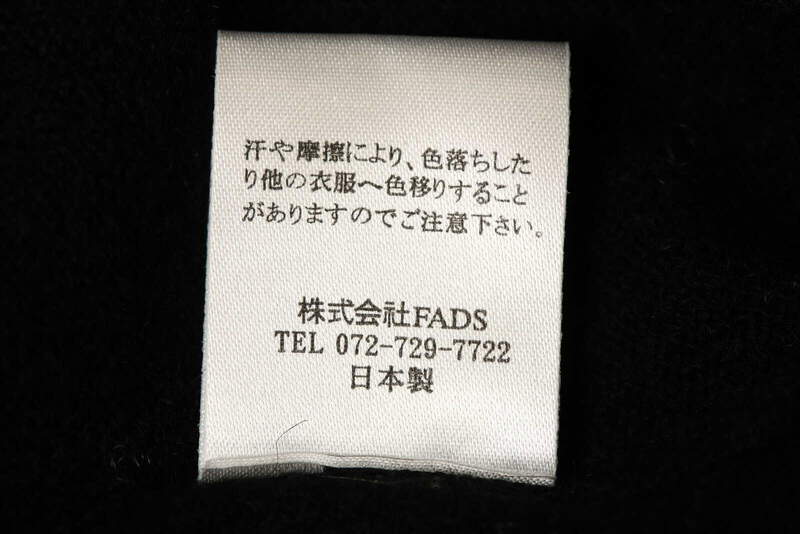 汗や摩擦により、色落ちした
り他の衣服へ色移りすること
がありますのでご注意下さい。
株式会社FADS
TEL 072-729-7722
日本製